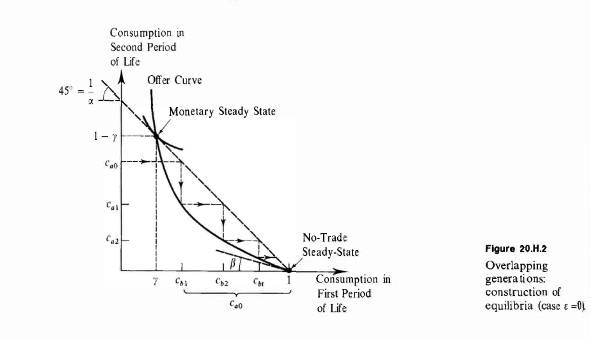 Consumption in
Second Period
of Life
Offer Curve
45° = 1/α
Monetary Steady State
1 − γ
c_a0
c_a1
c_a2
No-Trade
Steady-State
β
γ c_b1 c_b2 c_bt 1
Consumption in
First Period
of Life
c_a0
Figure 20.H.2
Overlapping
generations:
construction of
equilibria (case ε =0).